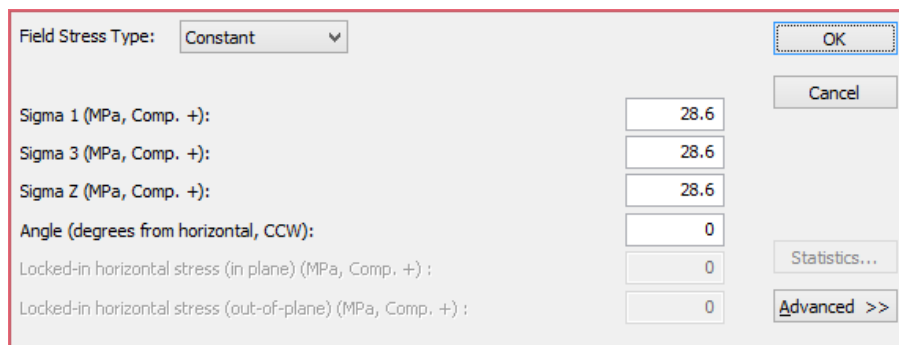 Field Stress Type: Constant OK
Cancel
Sigma 1 (MPa, Comp. +): 28.6
Sigma 3 (MPa, Comp. +): 28.6
Sigma Z (MPa, Comp. +): 28.6
Angle (degrees from horizontal, CCW): 0
Locked-in horizontal stress (in plane) (MPa, Comp. +) : 0 Statistics...
Locked-in horizontal stress (out-of-plane) (MPa, Comp. +) : 0 Advanced >>